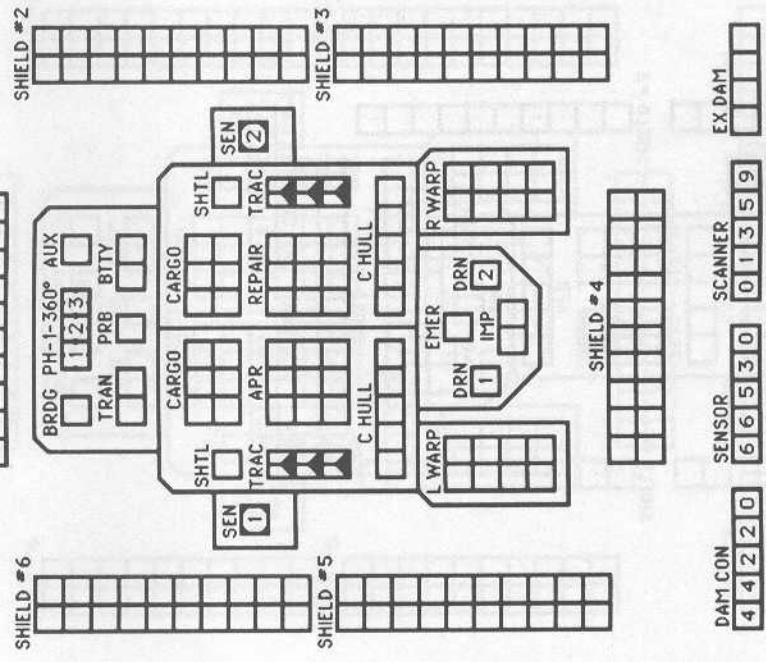 SHIELD #2
SHIELD #3
SHIELD #6
SHIELD #5
SHIELD #4
BRDG PH-1-360° AUX
1 2 3
TRAN PRB BTTY
SEN
1
SEN
2
SHTL CARGO CARGO SHTL
TRAC APR REPAIR TRAC
C HULL C HULL
L WARP R WARP
EMER
DRN IMP DRN
1 2
DAM CON
4 4 2 2 0
SENSOR
6 6 5 3 0
SCANNER
0 1 3 5 9
EX DAM